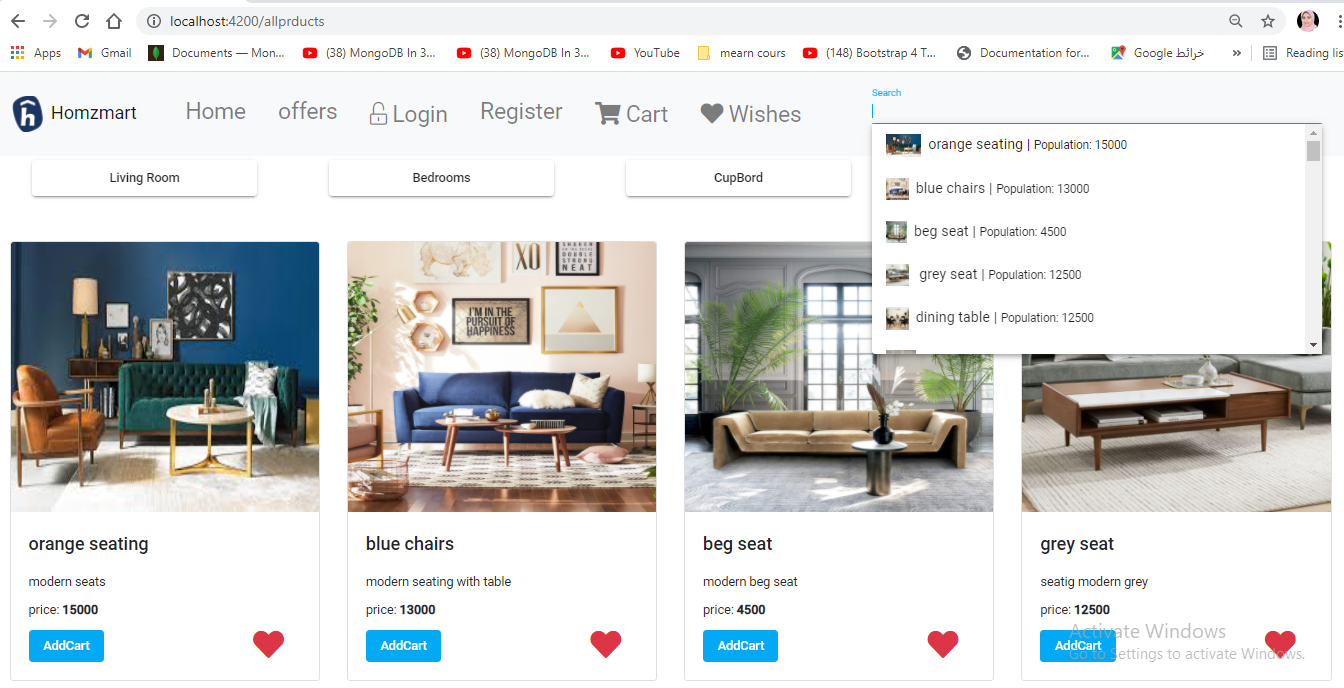 localhost:4200/allprducts
Apps Gmail Documents — Mon... (38) MongoDB In 3... (38) MongoDB In 3... YouTube mearn cours (148) Bootstrap 4 T... Documentation for... خرائط Google » Reading lis
Homzmart Home offers Login Register Cart Wishes
Search
orange seating | Population: 15000
blue chairs | Population: 13000
beg seat | Population: 4500
grey seat | Population: 12500
dining table | Population: 12500
Living Room Bedrooms CupBord
XO
SHAKEN
DOUBLE
STRONG
NEAT
I'M IN THE
PURSUIT OF
HAPPINESS
orange seating
modern seats
price: 15000
AddCart
blue chairs
modern seating with table
price: 13000
AddCart
beg seat
modern beg seat
price: 4500
AddCart
grey seat
seatig modern grey
price: 12500
AddCart
Activate Windows
Go to Settings to activate Windows.